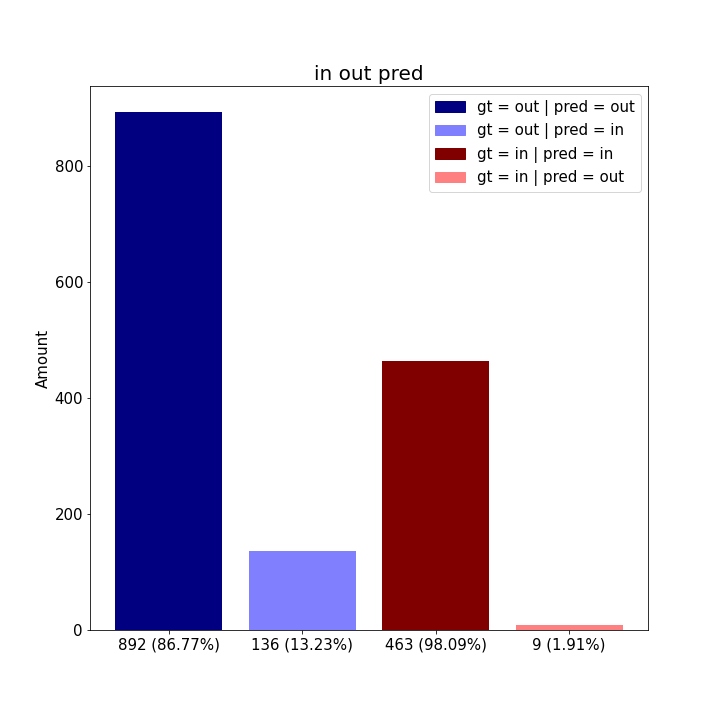 in out pred
gt = out | pred = out
gt = out | pred = in
gt = in | pred = in
gt = in | pred = out
Amount
800
600
400
200
0
892 (86.77%) 136 (13.23%) 463 (98.09%) 9 (1.91%)